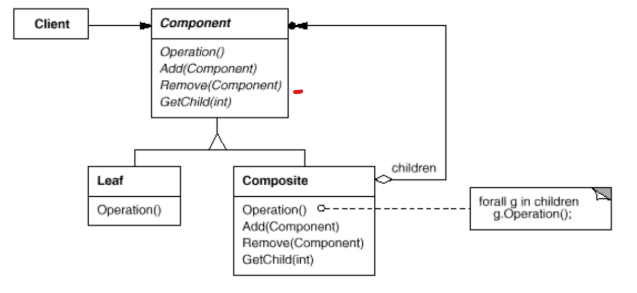 Client
Component
Operation()
Add(Component)
Remove(Component)
GetChild(int)
children
Leaf
Operation()
Composite
Operation()
Add(Component)
Remove(Component)
GetChild(int)
forall g in children
g.Operation();